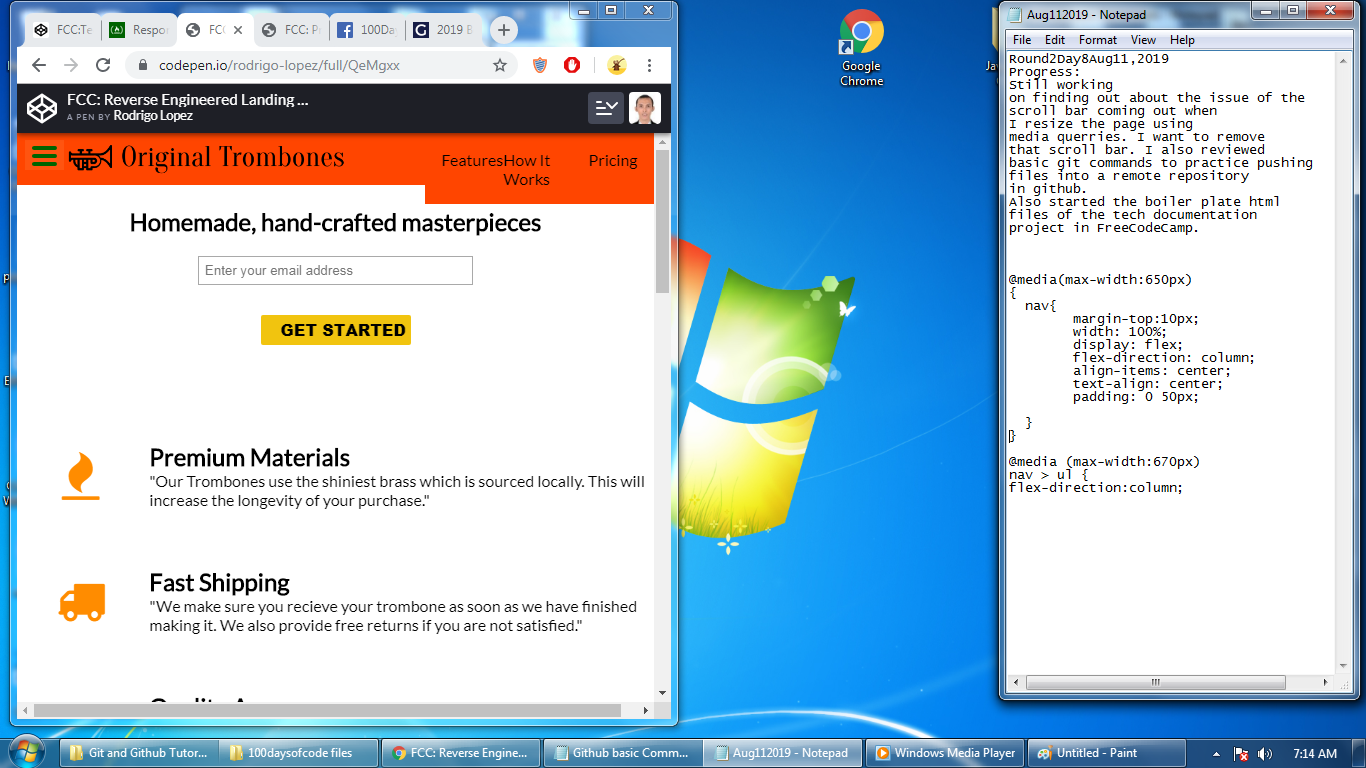 FCC:Te
Respo
FC
FCC: P
100Da
2019 B
codepen.io/rodrigo-lopez/full/QeMgxx
FCC: Reverse Engineered Landing ...
A PEN BY Rodrigo Lopez
Original Trombones
Features How It Works Pricing
Homemade, hand-crafted masterpieces
Enter your email address
GET STARTED
Premium Materials
"Our Trombones use the shiniest brass which is sourced locally. This will
increase the longevity of your purchase."
Fast Shipping
"We make sure you recieve your trombone as soon as we have finished
making it. We also provide free returns if you are not satisfied."
Google
Chrome
Aug112019 - Notepad
File Edit Format View Help
Round2Day8Aug11,2019
Progress:
Still working
on finding out about the issue of the
scroll bar coming out when
I resize the page using
media querries. I want to remove
that scroll bar. I also reviewed
basic git commands to practice pushing
files into a remote repository
in github.
Also started the boiler plate html
files of the tech documentation
project in FreeCodeCamp.
@media(max-width:650px)
{
nav{
margin-top:10px;
width: 100%;
display: flex;
flex-direction: column;
align-items: center;
text-align: center;
padding: 0 50px;
}
}
@media (max-width:670px)
nav > ul {
flex-direction:column;
Git and Github Tutor...
100daysofcode files
FCC: Reverse Engine...
Github basic Comm...
Aug112019 - Notepad
Windows Media Player
Untitled - Paint
7:14 AM